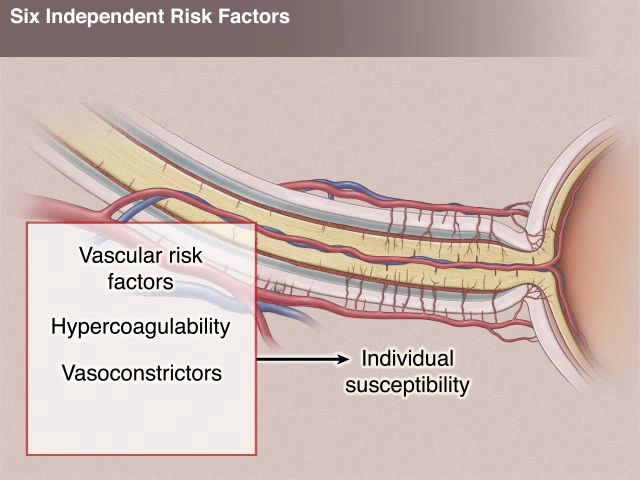 Six Independent Risk Factors
Vascular risk
factors
Hypercoagulability
Vasoconstrictors
Individual
susceptibility